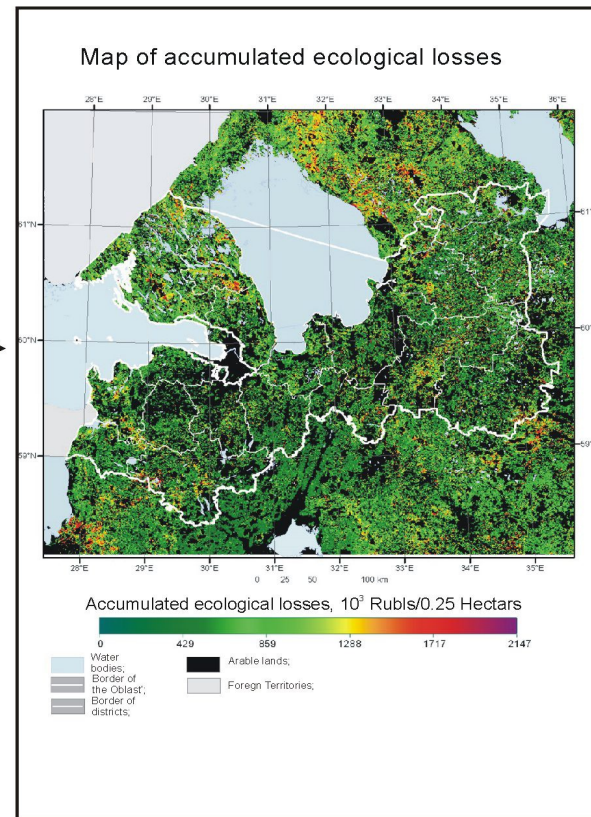 Map of accumulated ecological losses
28°E 29°E 30°E 31°E 32°E 33°E 34°E 35°E 36°E
61°N
61°
60°N
60°
59°N
59°
28°E 29°E 30°E 31°E 32°E 33°E 34°E 35°E
0 25 50 100 km
Accumulated ecological losses, 10³ Rubls/0.25 Hectars
0 429 859 1288 1717 2147
Water
bodies;
Arable lands;
Border of
the Oblast';
Foregn Territories;
Border of
districts;